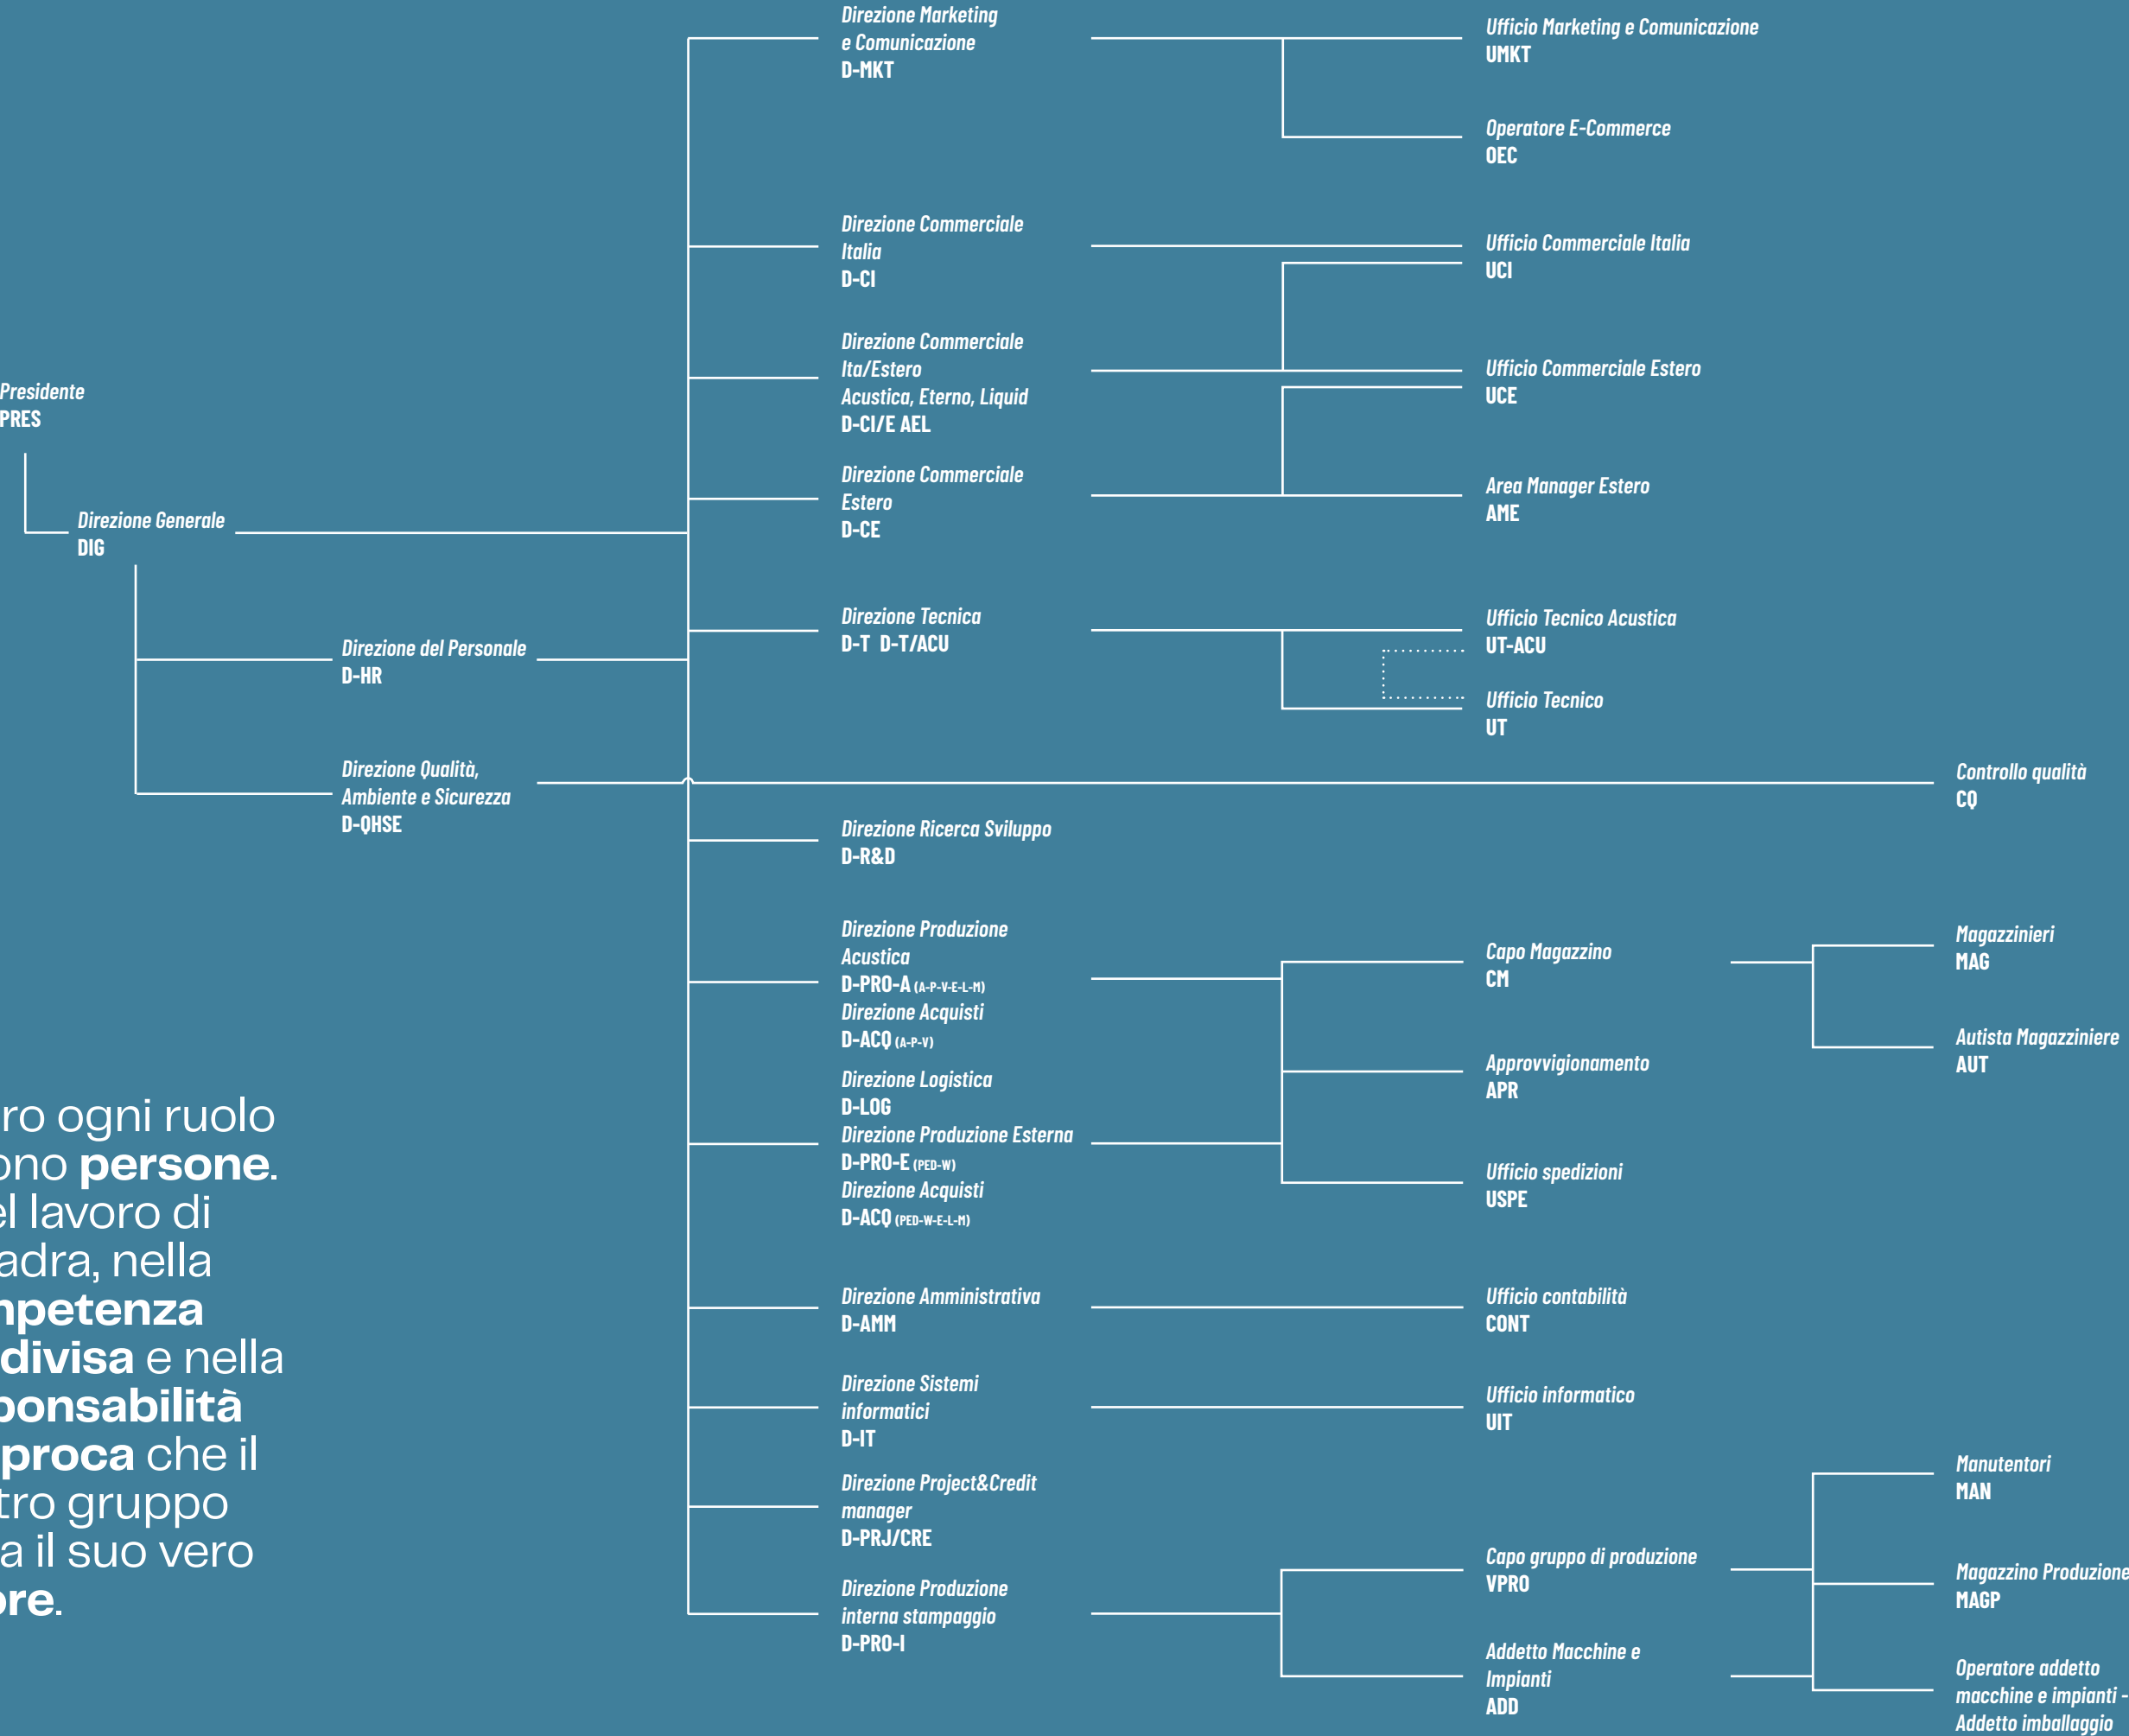 Presidente
PRES
Direzione Generale
DIG
Direzione del Personale
D-HR
Direzione Qualità,
Ambiente e Sicurezza
D-QHSE
Direzione Marketing
e Comunicazione
D-MKT
Direzione Commerciale
Italia
D-CI
Direzione Commerciale
Ita/Estero
Acustica, Eterno, Liquid
D-CI/E AEL
Direzione Commerciale
Estero
D-CE
Direzione Tecnica
D-T D-T/ACU
Direzione Ricerca Sviluppo
D-R&D
Direzione Produzione
Acustica
D-PRO-A (A-P-V-E-L-M)
Direzione Acquisti
D-ACQ (A-P-V)
Direzione Logistica
D-LOG
Direzione Produzione Esterna
D-PRO-E (PED-W)
Direzione Acquisti
D-ACQ (PED-W-E-L-M)
Direzione Amministrativa
D-AMM
Direzione Sistemi
informatici
D-IT
Direzione Project&Credit
manager
D-PRJ/CRE
Direzione Produzione
interna stampaggio
D-PRO-I
Ufficio Marketing e Comunicazione
UMKT
Operatore E-Commerce
OEC
Ufficio Commerciale Italia
UCI
Ufficio Commerciale Estero
UCE
Area Manager Estero
AME
Ufficio Tecnico Acustica
UT-ACU
Ufficio Tecnico
UT
Capo Magazzino
CM
Approvvigionamento
APR
Ufficio spedizioni
USPE
Ufficio contabilità
CONT
Ufficio informatico
UIT
Capo gruppo di produzione
VPRO
Addetto Macchine e
Impianti
ADD
Controllo qualità
CQ
Magazzinieri
MAG
Autista Magazziniere
AUT
Manutentori
MAN
Magazzino Produzione
MAGP
Operatore addetto
macchine e impianti -
Addetto imballaggio
ro ogni ruolo
ono persone.
el lavoro di
adra, nella
mpetenza
divisa e nella
ponsabilità
proca che il
tro gruppo
a il suo vero
ore.